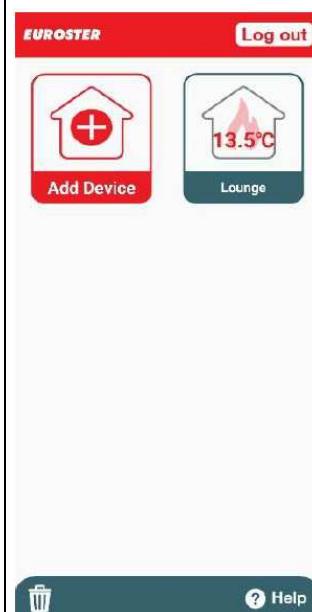 EUROSTER
Log out
13.5°C
Add Device
Lounge
? Help